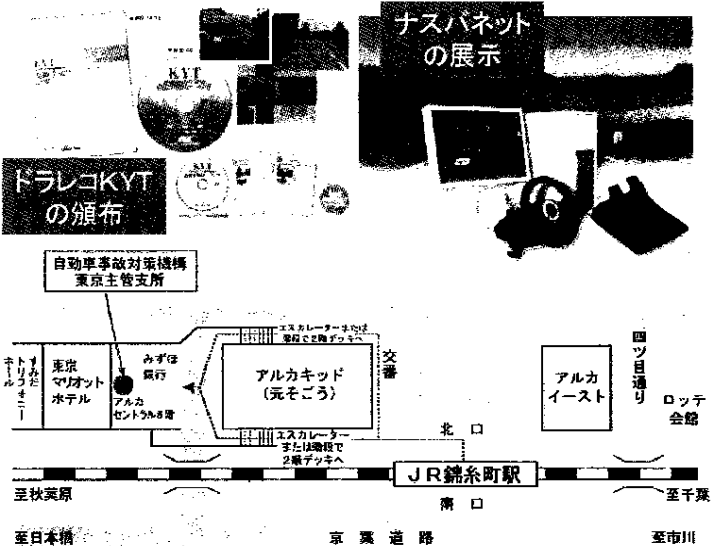 KYT
ナスバネット
の展示
ドラレコKYT
の頒布
自動車事故対策機構
東京主管支所
エスカレーターまたは
階段で2階デッキへ
すみだ
トリフォニー
ホール
東京
マリオット
ホテル
みずほ
銀行
アルカ
セントラル8階
アルカキッド
(元そごう)
交番
アルカ
イースト
四ツ目通り
ロッテ
会館
エスカレーター
または階段で
2階デッキへ
北 口
JR錦糸町駅
南 口
至秋葉原
至千葉
至日本橋
京 葉 道 路
至市川